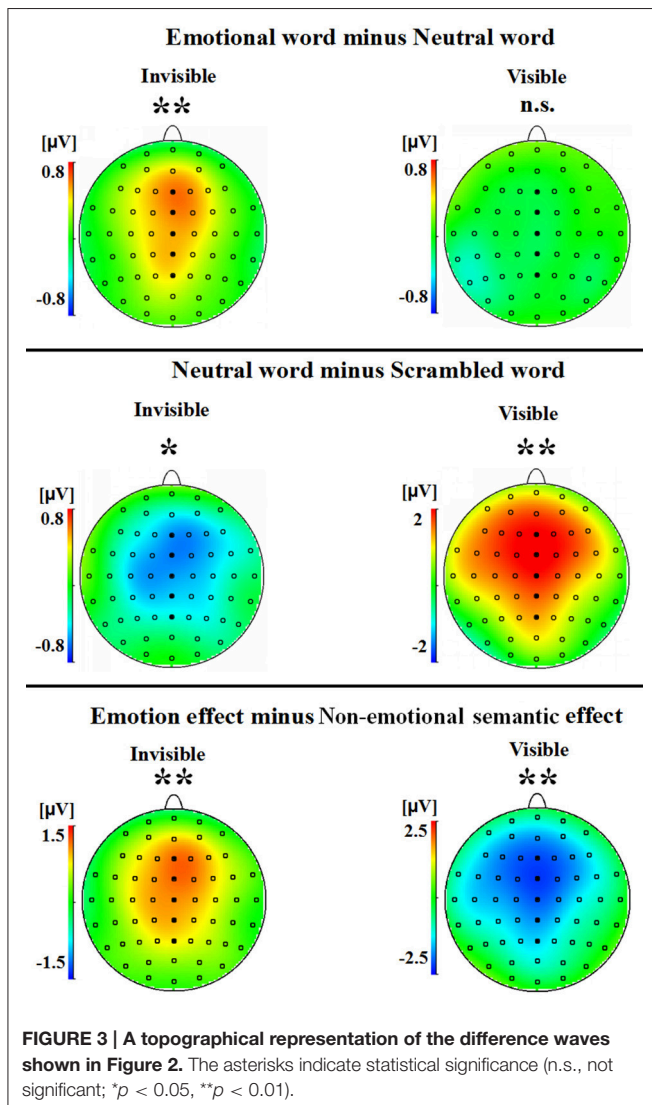 Emotional word minus Neutral word
Invisible
**
Visible
n.s.
[µV]
0.8
-0.8
[µV]
0.8
-0.8
Neutral word minus Scrambled word
Invisible
*
Visible
**
[µV]
0.8
-0.8
[µV]
2
-2
Emotion effect minus Non-emotional semantic effect
Invisible
**
Visible
**
[µV]
1.5
-1.5
[µV]
2.5
-2.5
FIGURE 3 | A topographical representation of the difference waves
shown in Figure 2. The asterisks indicate statistical significance (n.s., not
significant; *p < 0.05, **p < 0.01).